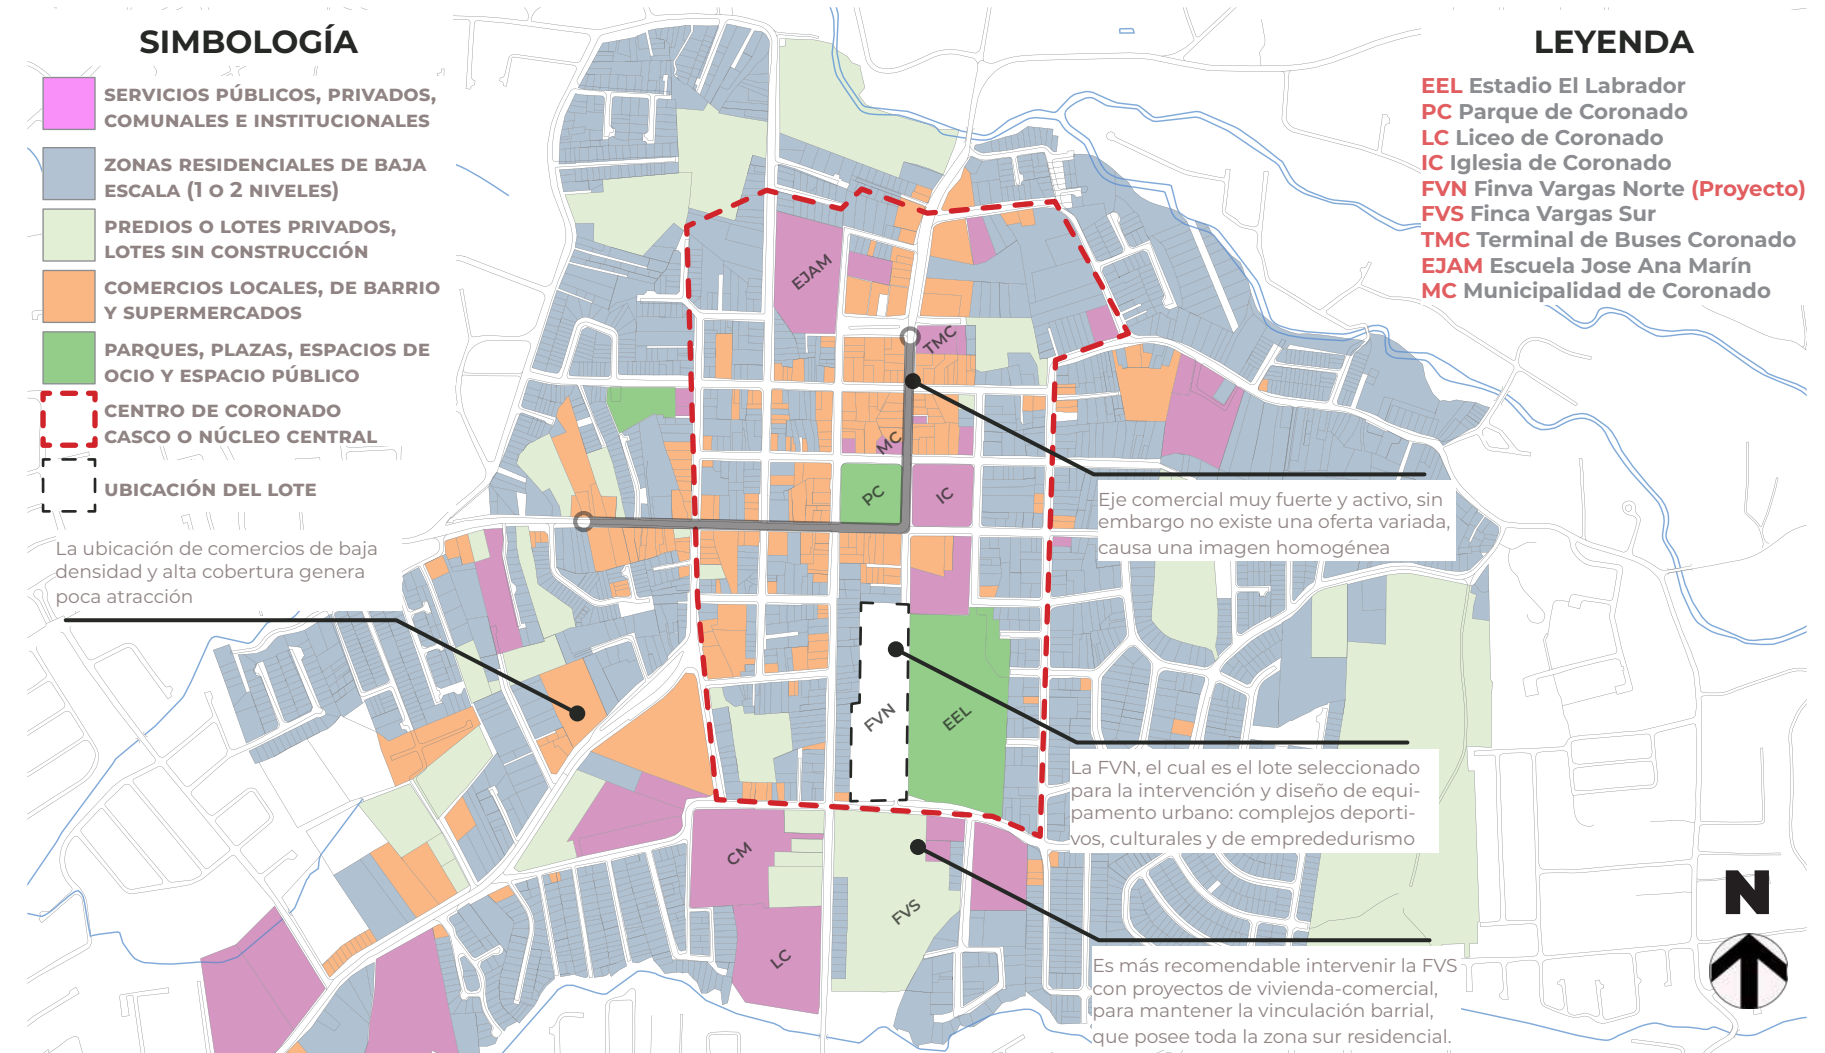 SIMBOLOGÍA
SERVICIOS PÚBLICOS, PRIVADOS,
COMUNALES E INSTITUCIONALES
ZONAS RESIDENCIALES DE BAJA
ESCALA (1 O 2 NIVELES)
PREDIOS O LOTES PRIVADOS,
LOTES SIN CONSTRUCCIÓN
COMERCIOS LOCALES, DE BARRIO
Y SUPERMERCADOS
PARQUES, PLAZAS, ESPACIOS DE
OCIO Y ESPACIO PÚBLICO
CENTRO DE CORONADO
CASCO O NÚCLEO CENTRAL
UBICACIÓN DEL LOTE
La ubicación de comercios de baja
densidad y alta cobertura genera
poca atracción
LEYENDA
EEL Estadio El Labrador
PC Parque de Coronado
LC Liceo de Coronado
IC Iglesia de Coronado
FVN Finva Vargas Norte (Proyecto)
FVS Finca Vargas Sur
TMC Terminal de Buses Coronado
EJAM Escuela Jose Ana Marín
MC Municipalidad de Coronado
EJAM
TMC
MC
PC
IC
FVN
EEL
CM
FVS
LC
Eje comercial muy fuerte y activo, sin
embargo no existe una oferta variada,
causa una imagen homogénea
La FVN, el cual es el lote seleccionado
para la intervención y diseño de equi-
pamento urbano: complejos deporti-
vos, culturales y de emprededurismo
Es más recomendable intervenir la FVS
con proyectos de vivienda-comercial,
para mantener la vinculación barrial,
que posee toda la zona sur residencial.
N